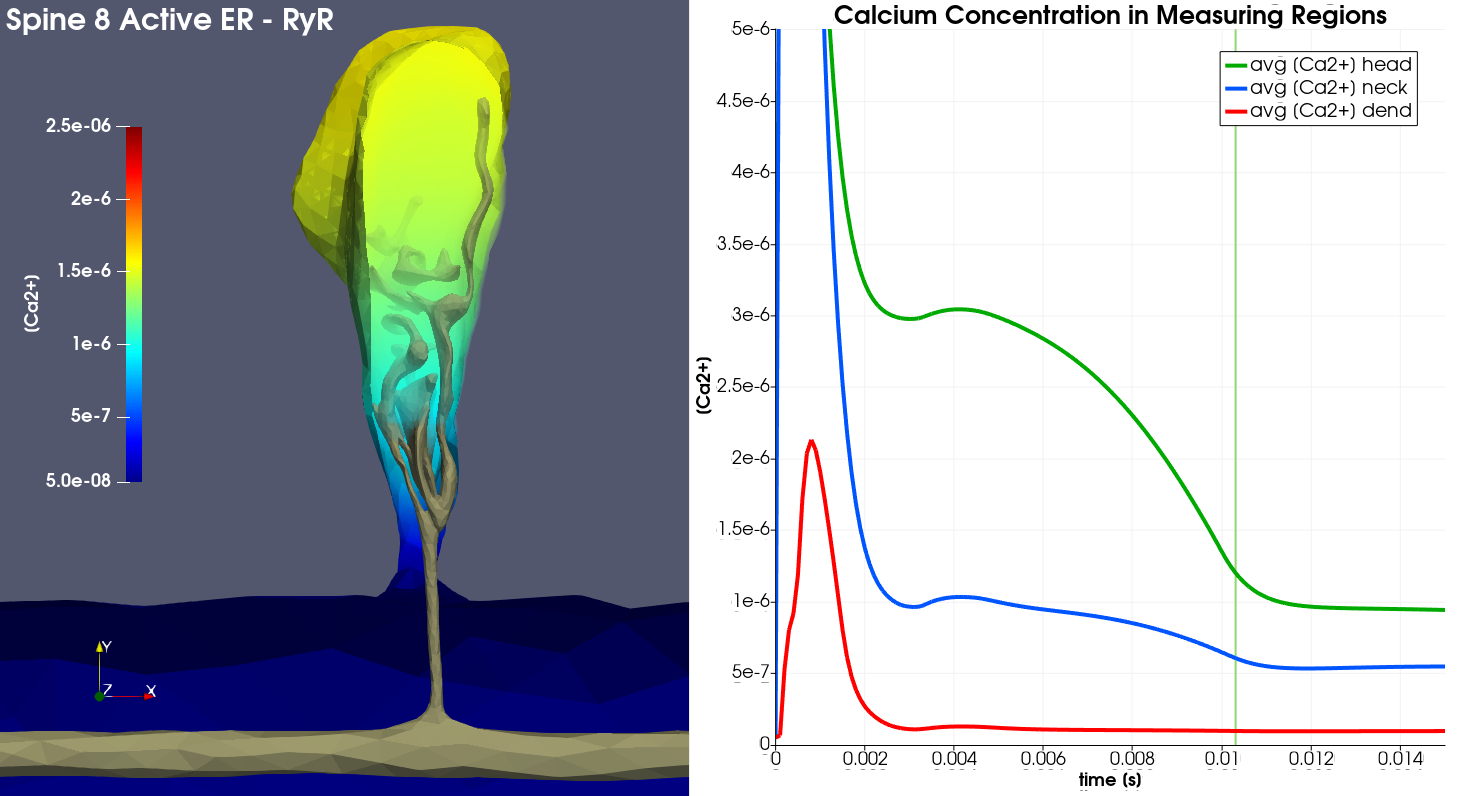 Spine 8 Active ER - RyR
2.5e-06
2e-6
1.5e-6
1e-6
5e-7
5.0e-08
(Ca2+)
Y
Z
X
Calcium Concentration in Measuring Regions
avg (Ca2+) head
avg (Ca2+) neck
avg (Ca2+) dend
5e-6
4.5e-6
4e-6
3.5e-6
3e-6
2.5e-6
2e-6
1.5e-6
1e-6
5e-7
0
(Ca2+)
0 0.002 0.004 0.006 0.008 0.01 0.012 0.014
time (s)